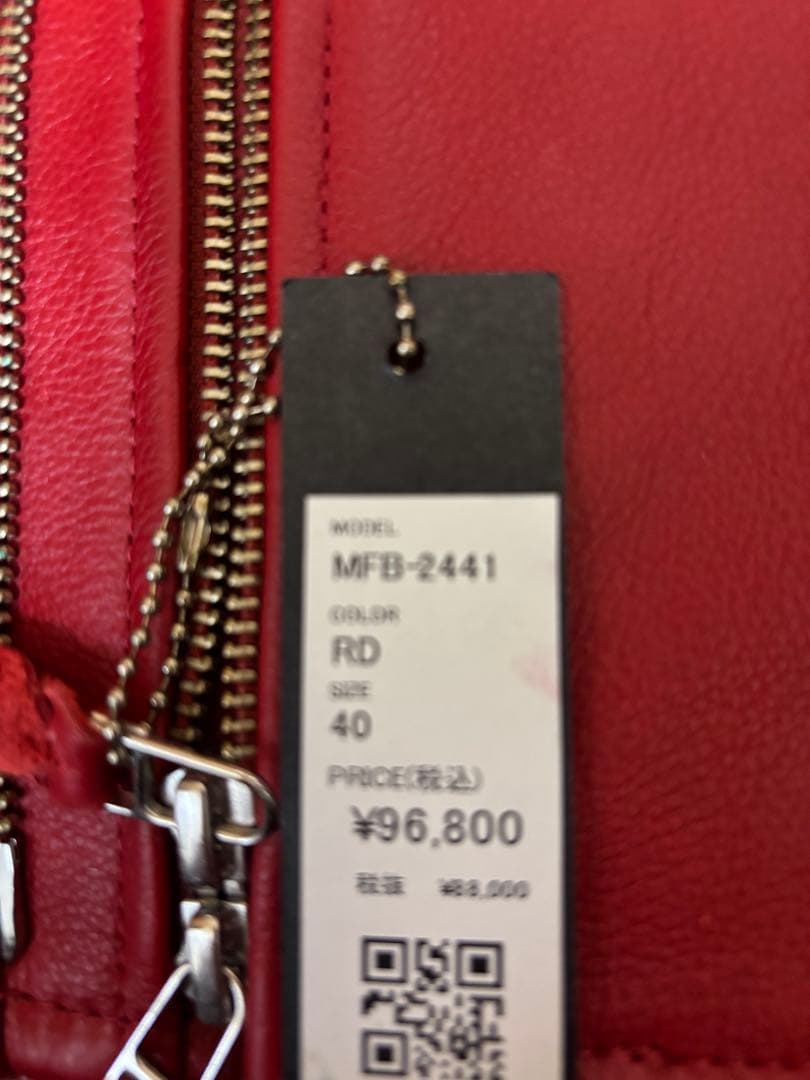 MODEL
MFB-2441
COLOR
RD
SIZE
40
PRICE(税込)
¥96,800
税抜 ¥88,000